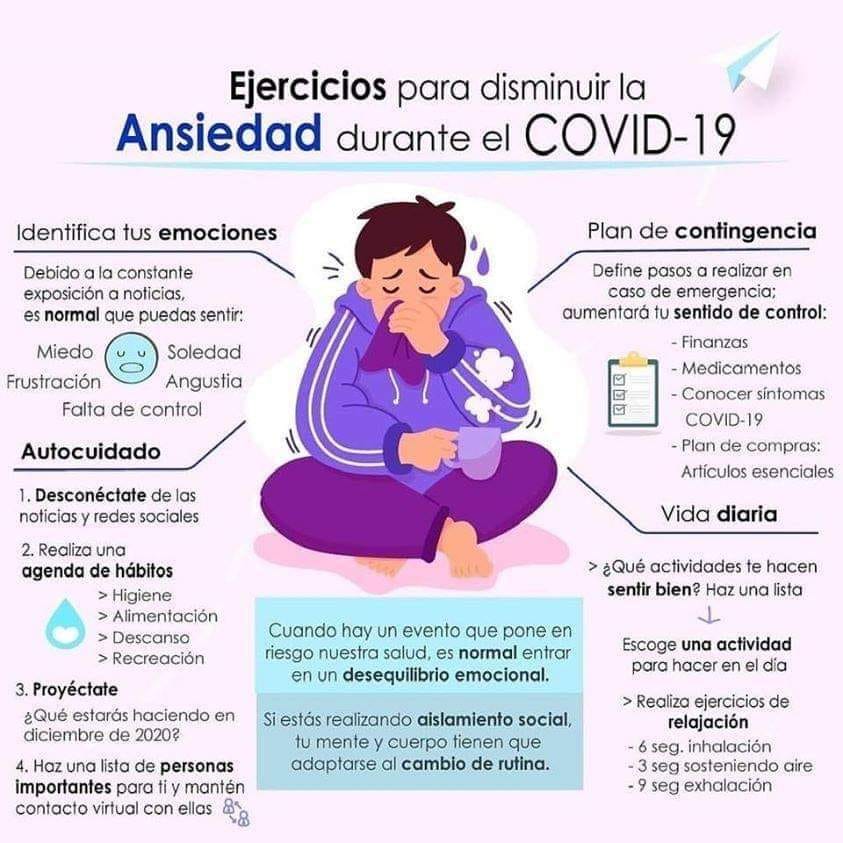 Ejercicios para disminuir la
Ansiedad durante el COVID-19
Identifica tus emociones
Debido a la constante
exposición a noticias,
es normal que puedas sentir:
Miedo
Soledad
Frustración
Angustia
Falta de control
Autocuidado
1. Desconéctate de las
noticias y redes sociales
2. Realiza una
agenda de hábitos
> Higiene
> Alimentación
> Descanso
> Recreación
3. Proyéctate
¿Qué estarás haciendo en
diciembre de 2020?
4. Haz una lista de personas
importantes para ti y mantén
contacto virtual con ellas
Cuando hay un evento que pone en
riesgo nuestra salud, es normal entrar
en un desequilibrio emocional.
Si estás realizando aislamiento social,
tu mente y cuerpo tienen que
adaptarse al cambio de rutina.
Plan de contingencia
Define pasos a realizar en
caso de emergencia;
aumentará tu sentido de control:
- Finanzas
- Medicamentos
- Conocer síntomas
COVID-19
- Plan de compras:
Artículos esenciales
Vida diaria
> ¿Qué actividades te hacen
sentir bien? Haz una lista
Escoge una actividad
para hacer en el día
> Realiza ejercicios de
relajación
- 6 seg. inhalación
- 3 seg sosteniendo aire
- 9 seg exhalación